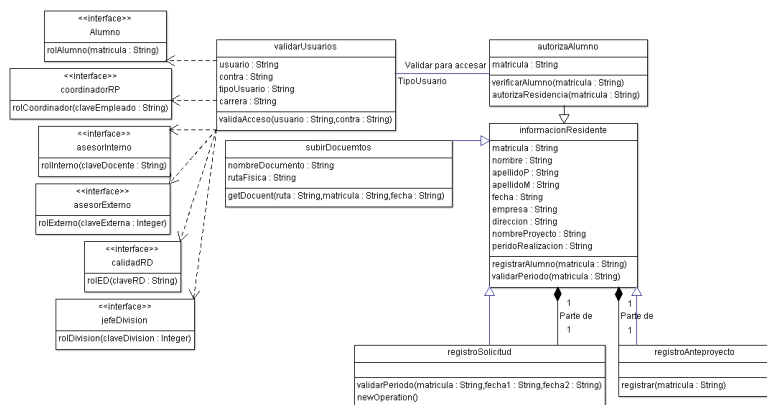 <<interface>>
Alumno
rolAlumno(matricula : String)
<<interface>>
coordinadorRP
rolCoordinador(claveEmpleado : String)
<<interface>>
asesorInterno
rolInterno(claveDocente : String)
<<interface>>
asesorExterno
rolExterno(claveExterna : Integer)
<<interface>>
calidadRD
rolED(claveRD : String)
<<interface>>
jefeDivision
rolDivision(claveDivision : Integer)
validarUsuarios
usuario : String
contra : String
tipoUsuario : String
carrera : String
validaAcceso(usuario : String,contra : String)
Validar para accesar
TipoUsuario
autorizaAlumno
matricula : String
verificarAlumno(matricula : String)
autorizaResidencia(matricula : String)
subirDocuemtos
nombreDocumento : String
rutaFisica : String
getDocuent(ruta : String,matricula : String,fecha : String)
informacionResidente
matricula : String
nombre : String
apellidoP : String
apellidoM : String
fecha : String
empresa : String
direccion : String
nombreProyecto : String
peridoRealizacion : String
registrarAlumno(matricula : String)
validarPeriodo(matricula : String)
1
Parte de
1
1
Parte de
1
registroSolicitud
validarPeriodo(matricula : String,fecha1 : String,fecha2 : String)
newOperation()
registroAnteproyecto
registrar(matricula : String)